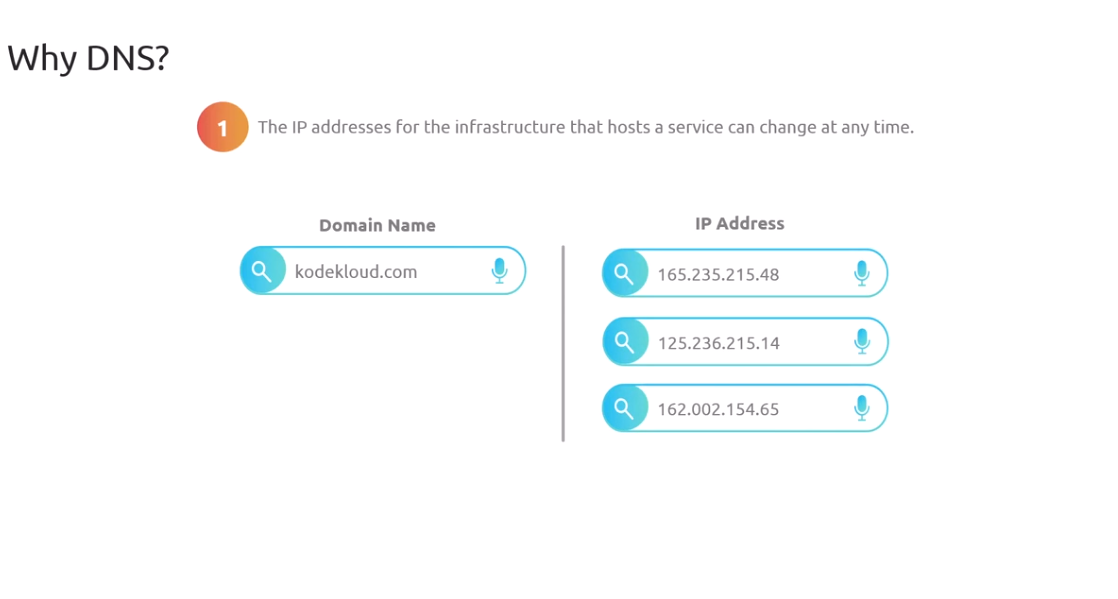 Why DNS?
1 The IP addresses for the infrastructure that hosts a service can change at any time.
Domain Name
kodekloud.com
IP Address
165.235.215.48
125.236.215.14
162.002.154.65